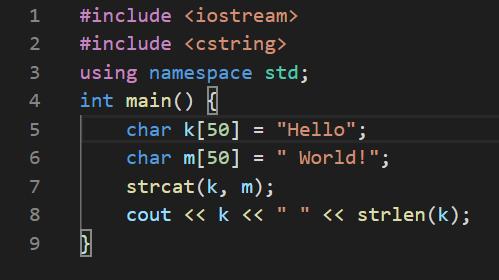 1 #include <iostream>
2 #include <cstring>
3 using namespace std;
4 int main() {
5     char k[50] = "Hello";
6     char m[50] = " World!";
7     strcat(k, m);
8     cout << k << " " << strlen(k);
9 }